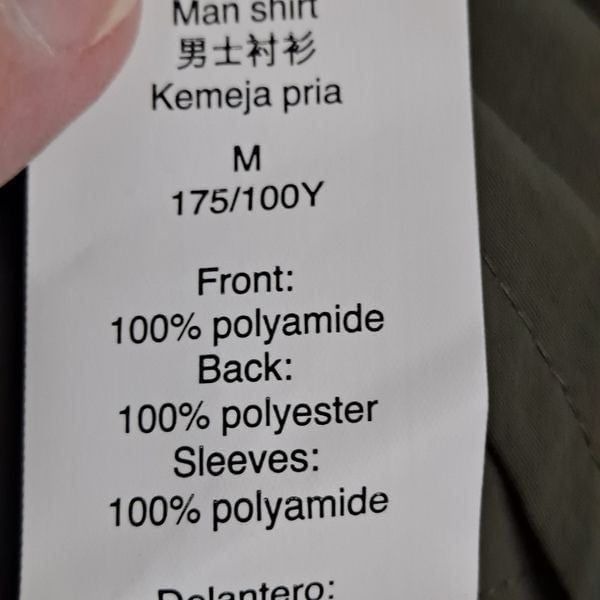 Man shirt
男士衬衫
Kemeja pria
M
175/100Y
Front:
100% polyamide
Back:
100% polyester
Sleeves:
100% polyamide
Delantero: